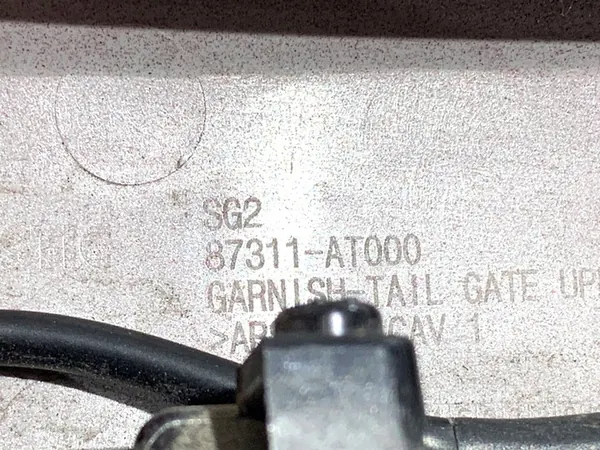 SG2
87311-AT000
GARNISH-TAIL GATE
CAV 1